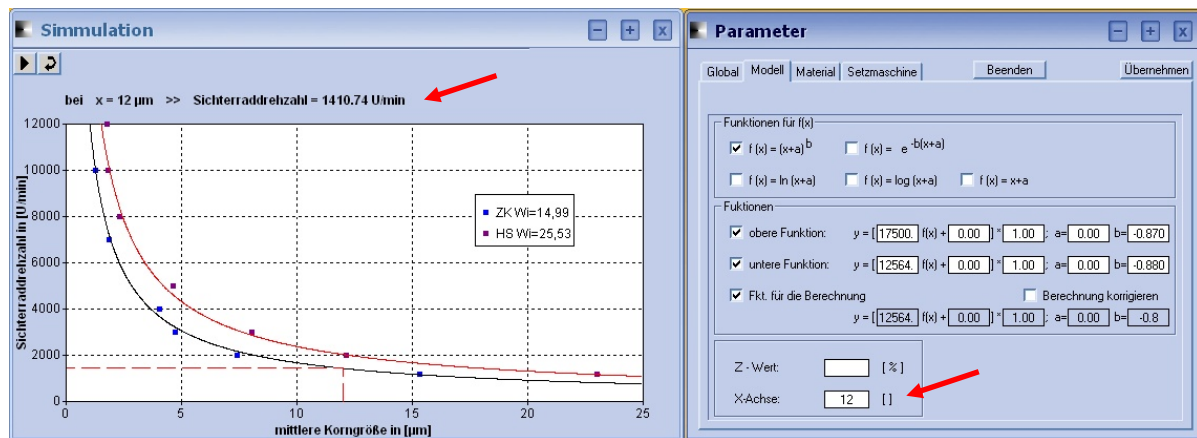 Simmulation
bei x = 12 µm >> Sichterraddrehzahl = 1410.74 U/min
12000
10000
8000
6000
4000
2000
0
0 5 10 15 20 25
Sichterraddrehzahl in [U/min]
mittlere Korngröße in [µm]
ZK Wi=14,99
HS Wi=25,53
Parameter
Global Modell Material Setzmaschine Beenden Übernehmen
Funktionen für f(x)
f (x) = (x+a)^b f (x) = e^-b(x+a)
f (x) = ln (x+a) f (x) = log (x+a) f (x) = x+a
Fuktionen
obere Funktion: y = [ 17500. f(x) + 0.00 ] * 1.00 ; a= 0.00 b= -0.870
untere Funktion: y = [ 12564. f(x) + 0.00 ] * 1.00 ; a= 0.00 b= -0.880
Fkt. für die Berechnung Berechnung korrigieren
y = [ 12564. f(x) + 0.00 ] * 1.00 ; a= 0.00 b= -0.8
Z - Wert: [ % ]
X-Achse: 12 [ ]